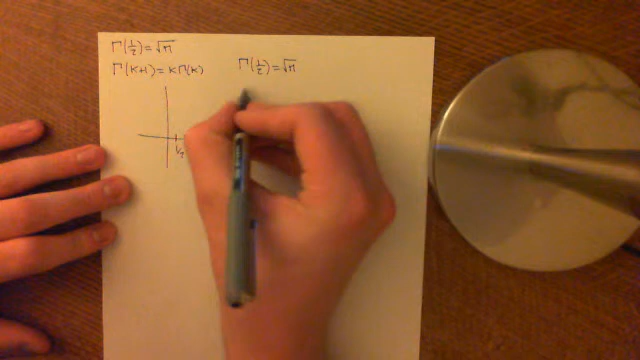 Γ(1/2) = √π
Γ(k+1) = kΓ(k)
Γ(1/2) = √π